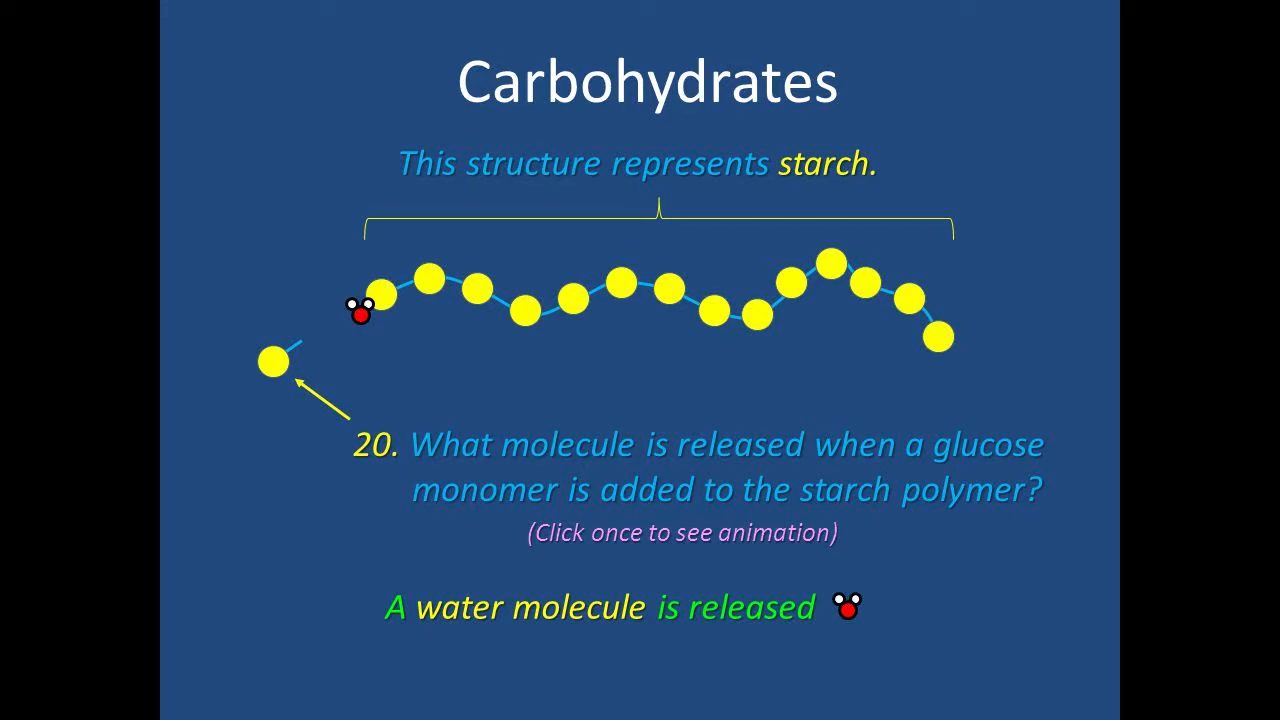 Carbohydrates
This structure represents starch.
20. What molecule is released when a glucose
monomer is added to the starch polymer?
(Click once to see animation)
A water molecule is released